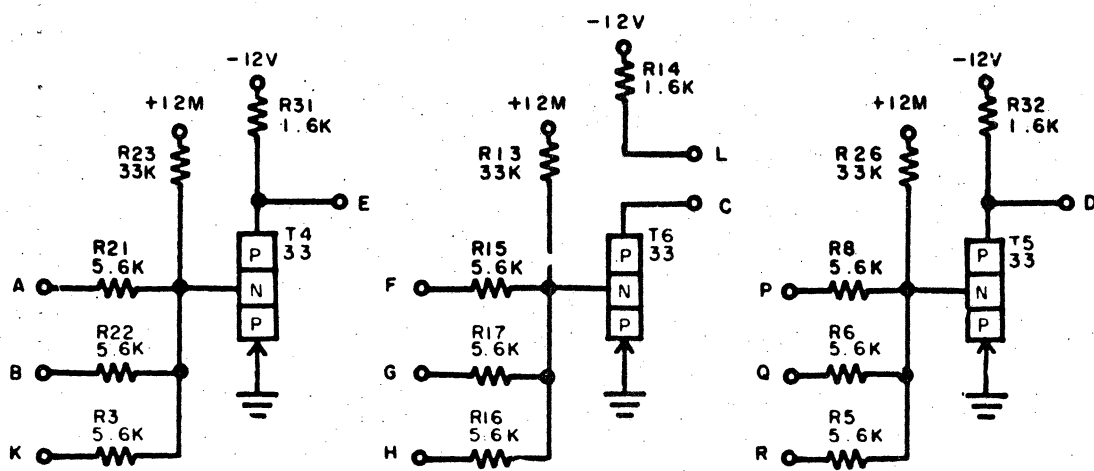 -12V
R31
1.6K
+12M
R23
33K
E
T4
33
P
N
P
R21
5.6K
A
R22
5.6K
B
R3
5.6K
K
-12V
R14
1.6K
+12M
R13
33K
L
C
T6
33
P
N
P
R15
5.6K
F
R17
5.6K
G
R16
5.6K
H
-12V
R32
1.6K
+12M
R26
33K
D
T5
33
P
N
P
R8
5.6K
P
R6
5.6K
Q
R5
5.6K
R